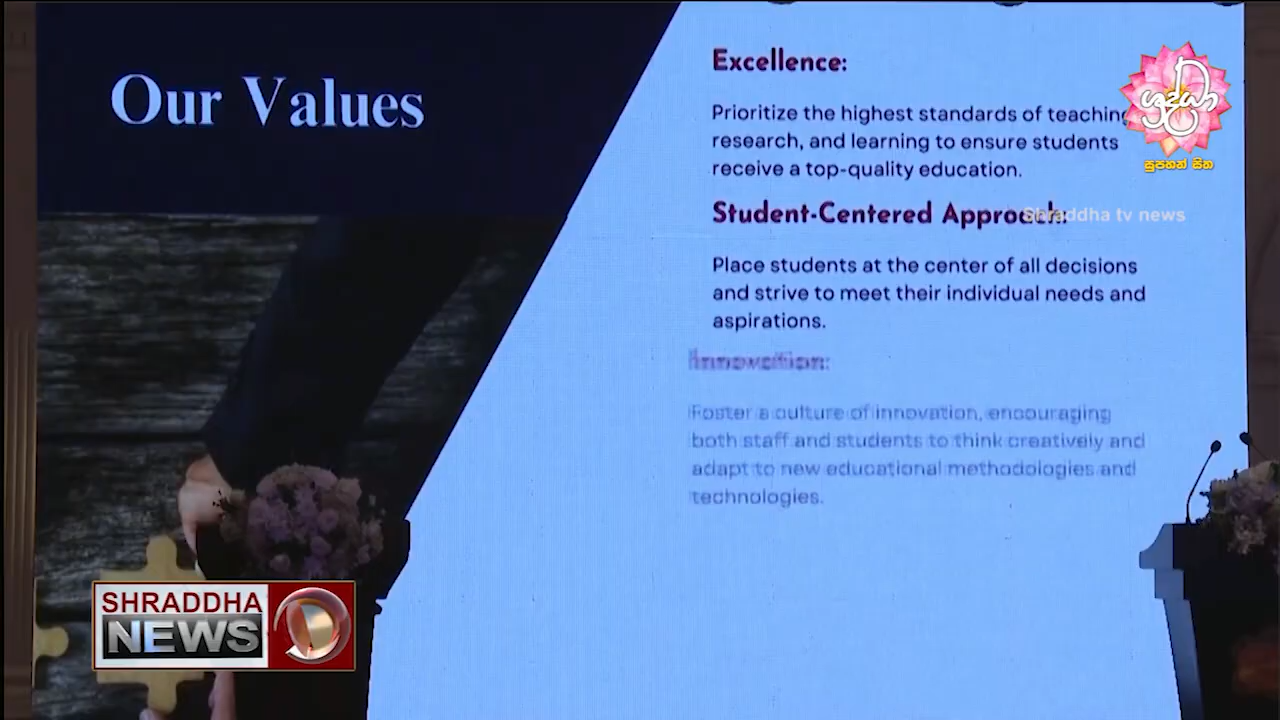 Our Values
Excellence:
Prioritize the highest standards of teaching,
research, and learning to ensure students
receive a top-quality education.
Student-Centered Approach:
Place students at the center of all decisions
and strive to meet their individual needs and
aspirations.
Innovation:
Foster a culture of innovation, encouraging
both staff and students to think creatively and
adapt to new educational methodologies and
technologies.
ශ්‍රද්ධා
සුපහන් සිත
Shraddha tv news
SHRADDHA
NEWS